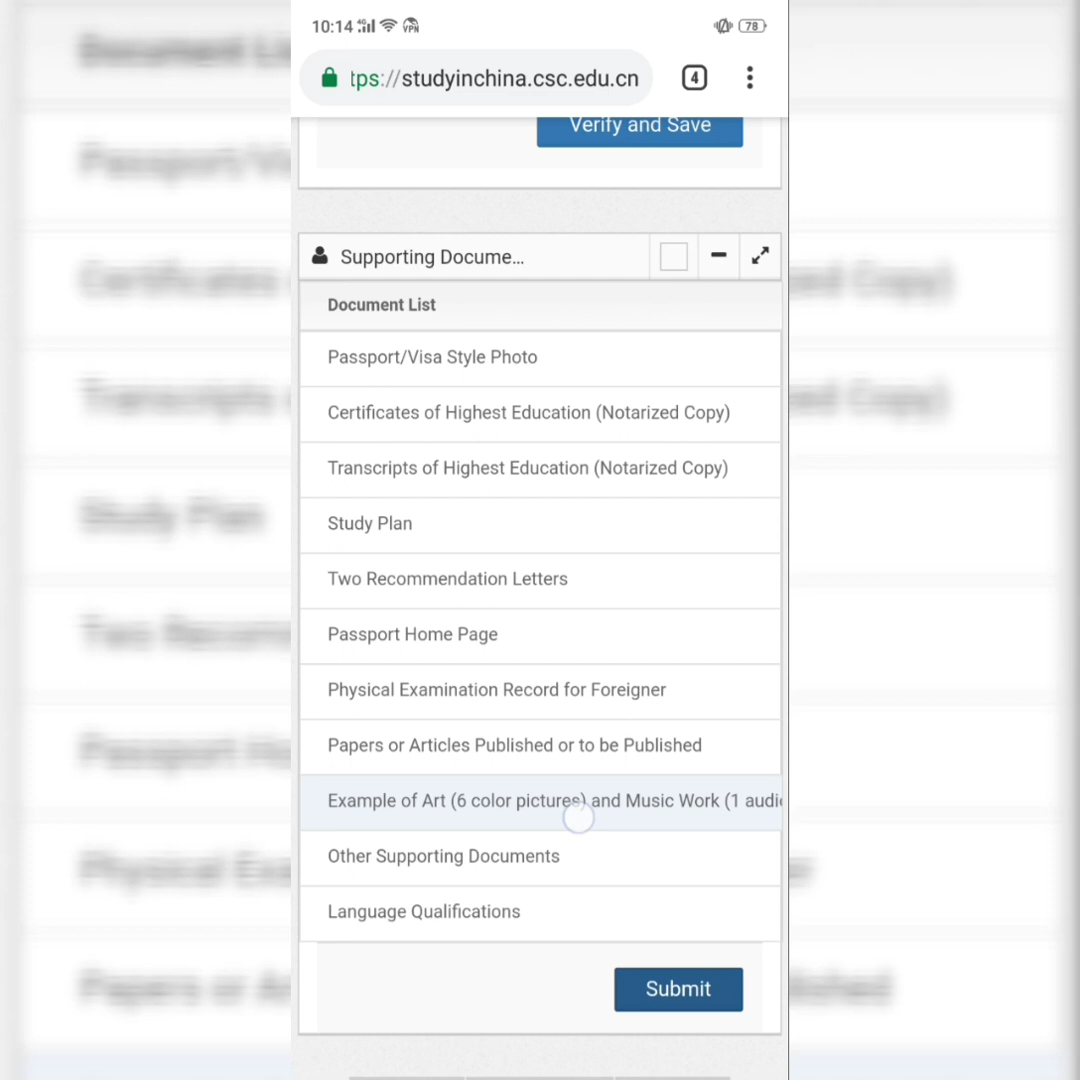 10:14 4G VPN 78
tps://studyinchina.csc.edu.cn 4
Verify and Save
Supporting Docume...
Document List
Passport/Visa Style Photo
Certificates of Highest Education (Notarized Copy)
Transcripts of Highest Education (Notarized Copy)
Study Plan
Two Recommendation Letters
Passport Home Page
Physical Examination Record for Foreigner
Papers or Articles Published or to be Published
Example of Art (6 color pictures) and Music Work (1 audi
Other Supporting Documents
Language Qualifications
Submit